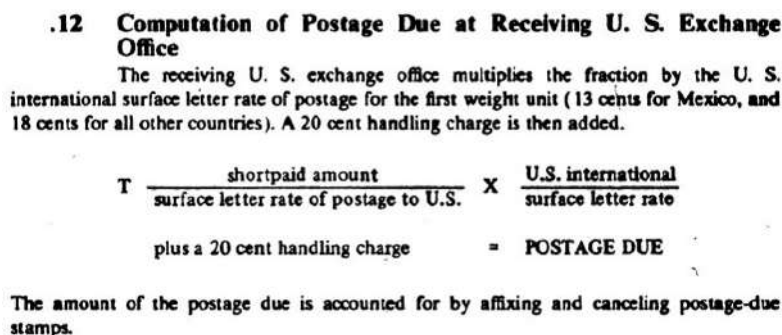 .12 Computation of Postage Due at Receiving U. S. Exchange
Office
The receiving U. S. exchange office multiplies the fraction by the U. S.
international surface letter rate of postage for the first weight unit (13 cents for Mexico, and
18 cents for all other countries). A 20 cent handling charge is then added.
T shortpaid amount X U.S. international
surface letter rate of postage to U.S. surface letter rate
plus a 20 cent handling charge = POSTAGE DUE
The amount of the postage due is accounted for by affixing and canceling postage-due
stamps.